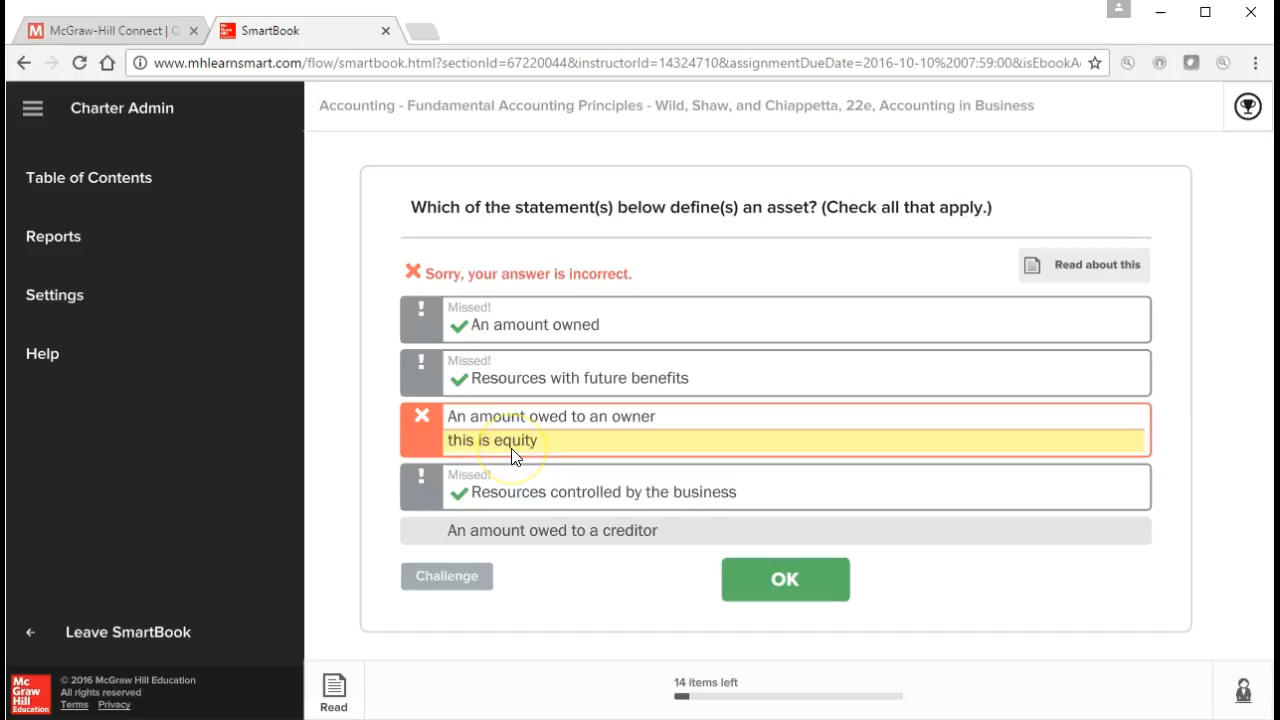 McGraw-Hill Connect | C
SmartBook
www.mhlearnsmart.com/flow/smartbook.html?sectionId=67220044&instructorId=14324710&assignmentDueDate=2016-10-10%2007:59:00&isEbookA
Charter Admin
Accounting - Fundamental Accounting Principles - Wild, Shaw, and Chiappetta, 22e, Accounting in Business
Table of Contents
Reports
Settings
Help
Which of the statement(s) below define(s) an asset? (Check all that apply.)
Sorry, your answer is incorrect.
Read about this
Missed!
An amount owned
Missed!
Resources with future benefits
An amount owed to an owner
this is equity
Missed!
Resources controlled by the business
An amount owed to a creditor
Challenge
OK
Leave SmartBook
Mc
Graw
Hill
Education
© 2016 McGraw Hill Education
All rights reserved
Terms Privacy
Read
14 items left